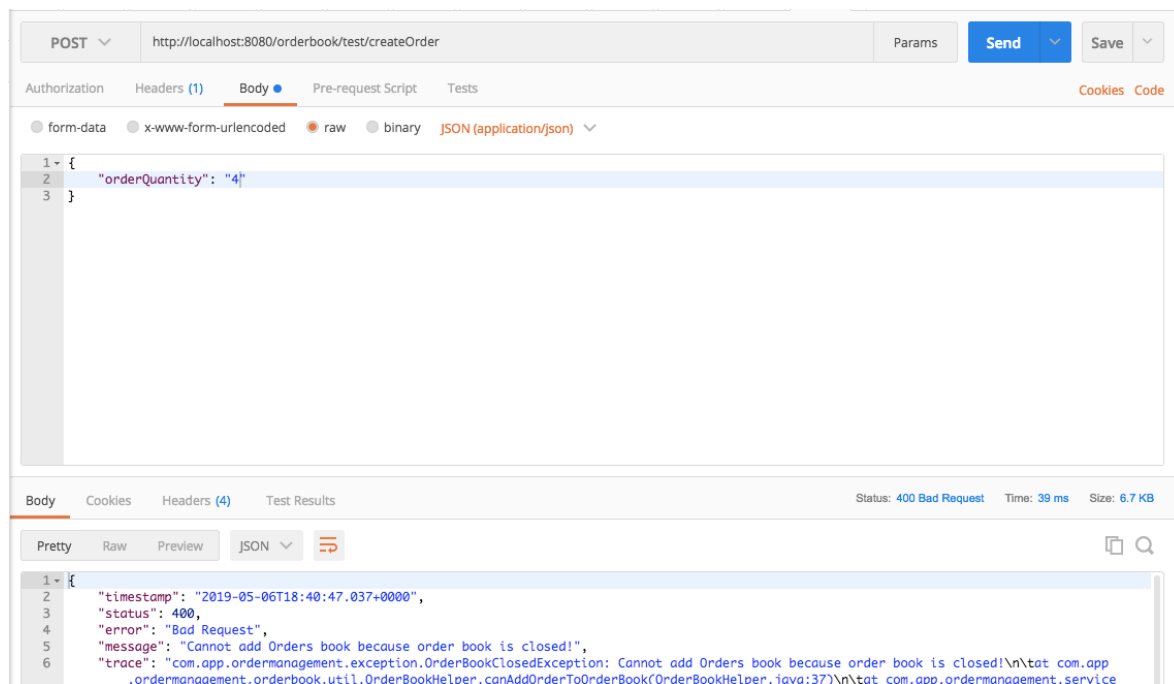 POST http://localhost:8080/orderbook/test/createOrder Params Send Save
Authorization Headers (1) Body Pre-request Script Tests Cookies Code
form-data x-www-form-urlencoded raw binary JSON (application/json)
1 {
2 "orderQuantity": "4"
3 }
Body Cookies Headers (4) Test Results Status: 400 Bad Request Time: 39 ms Size: 6.7 KB
Pretty Raw Preview JSON
1 {
2 "timestamp": "2019-05-06T18:40:47.037+0000",
3 "status": 400,
4 "error": "Bad Request",
5 "message": "Cannot add Orders book because order book is closed!",
6 "trace": "com.app.ordermanagement.exception.OrderBookClosedException: Cannot add Orders book because order book is closed!\n\tat com.app
.ordermanagement.orderbook.util.OrderBookHelper.canAddOrderToOrderBook(OrderBookHelper.java:37)\n\tat com.app.ordermanagement.service